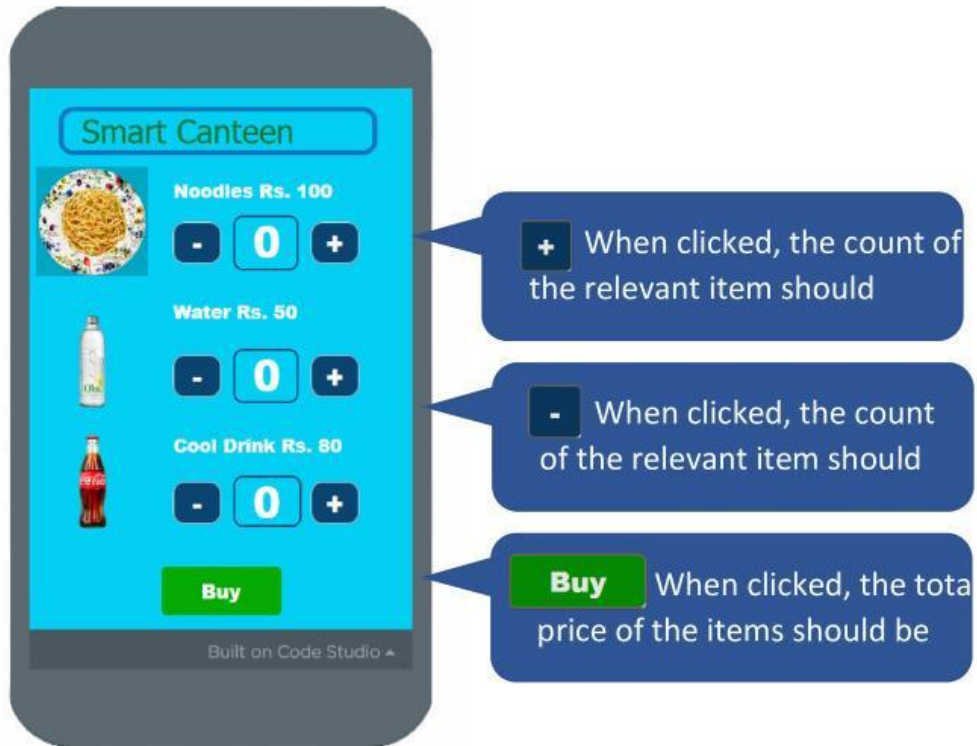 Smart Canteen
Noodles Rs. 100
- 0 +
Water Rs. 50
- 0 +
Cool Drink Rs. 80
- 0 +
Buy
Built on Code Studio
+ When clicked, the count of
the relevant item should
- When clicked, the count
of the relevant item should
Buy When clicked, the tota
price of the items should be